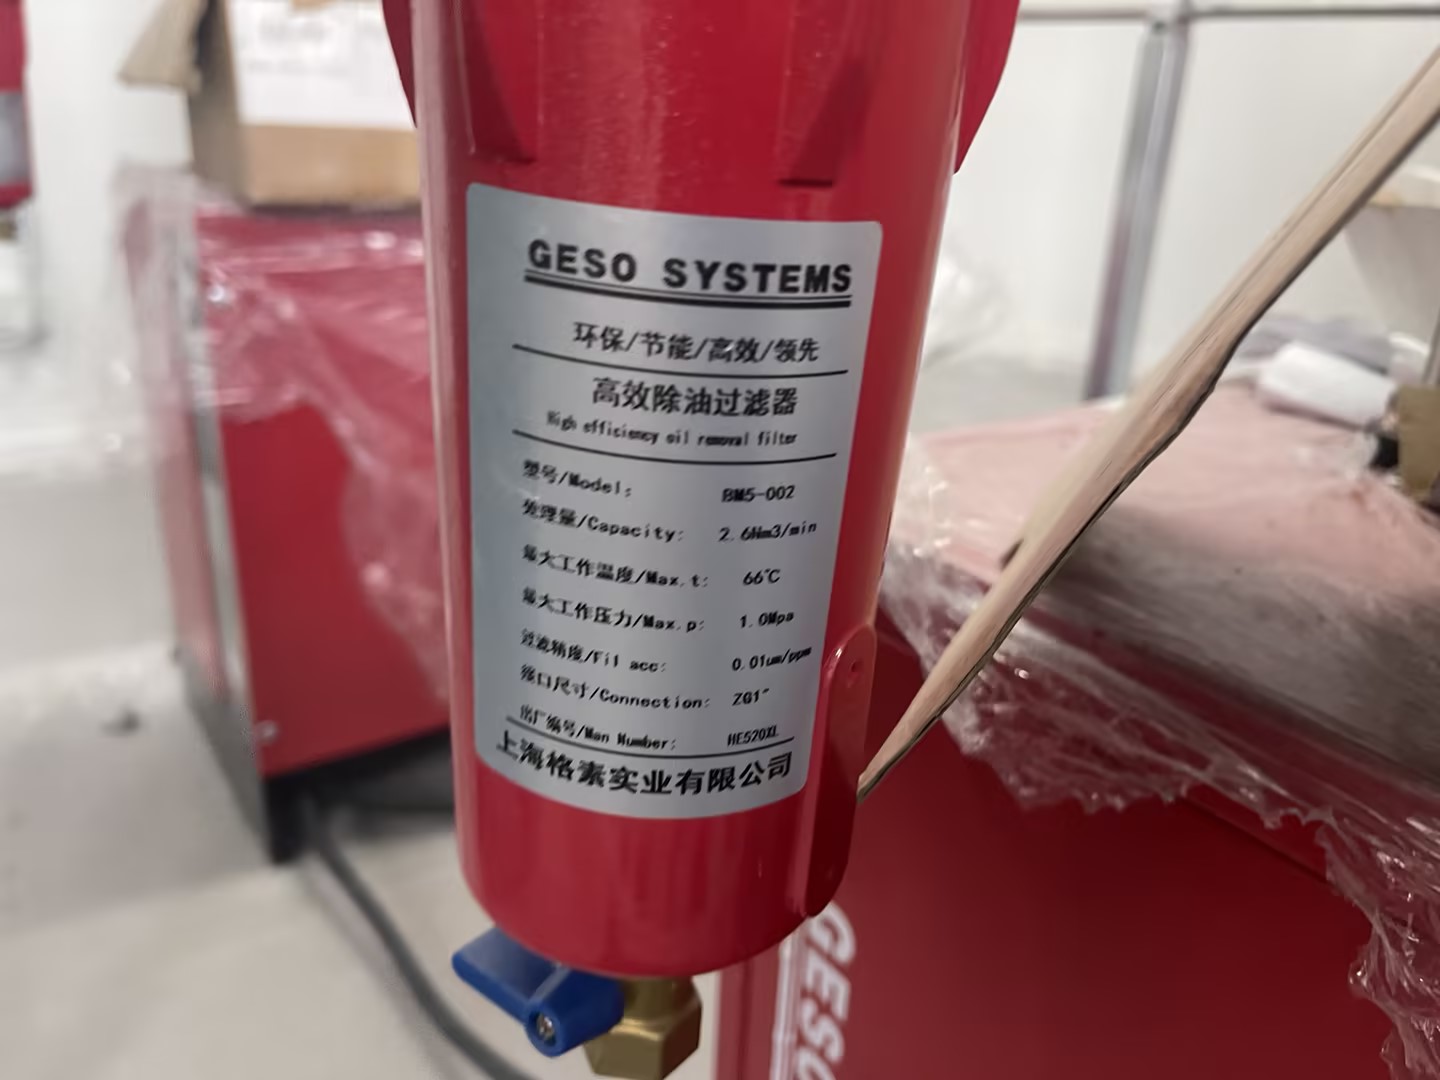 GESO SYSTEMS
环保/节能/高效/领先
高效除油过滤器
High efficiency oil removal filter
型号/Model: BM5-002
处理量/Capacity: 2.6Nm3/min
最大工作温度/Max.t: 66℃
最大工作压力/Max.p: 1.0Mpa
过滤精度/Fil acc: 0.01um/ppm
接口尺寸/Connection: ZG1"
出厂编号/Man Number: HE520XL
上海格素实业有限公司
GESO